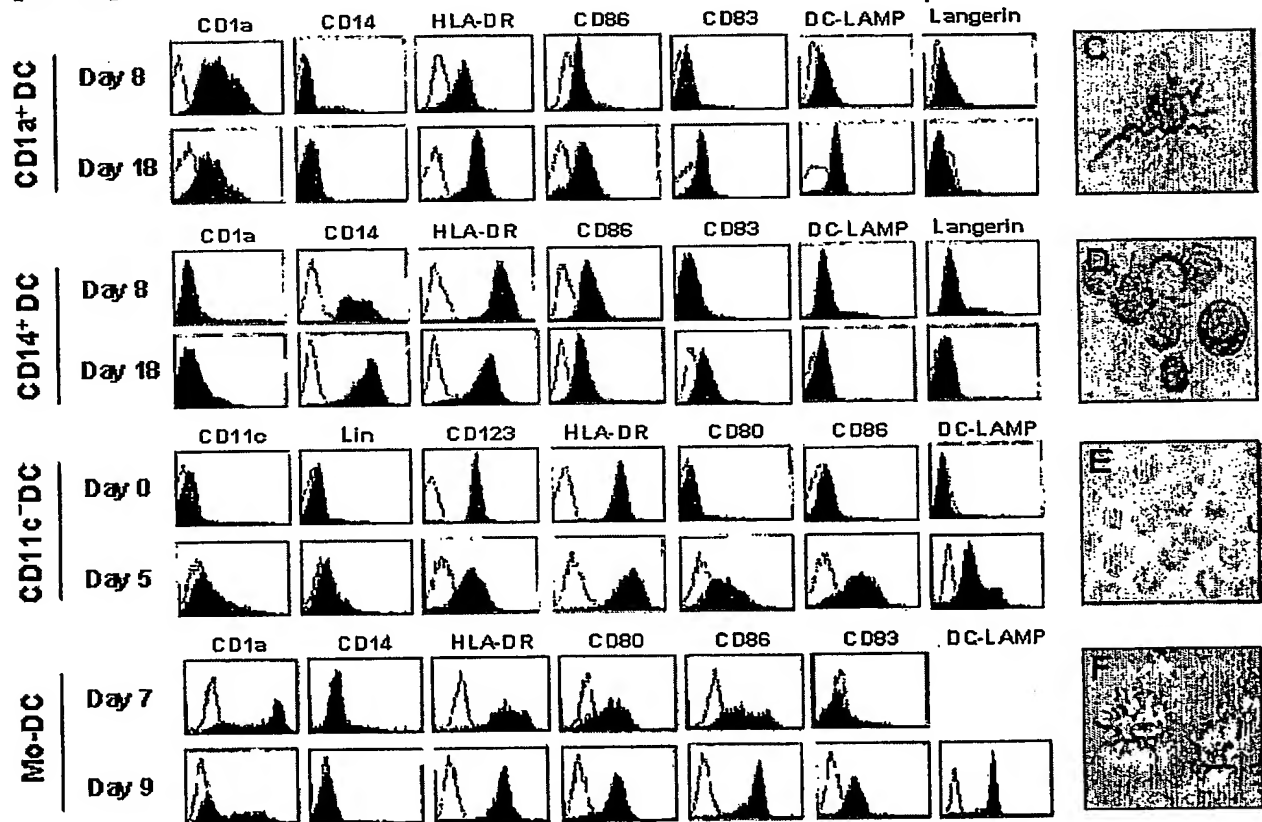 CD1a CD14 HLA-DR CD86 CD83 DC-LAMP Langerin
CD1a+ DC
Day 8
Day 18
C
CD1a CD14 HLA-DR CD86 CD83 DC-LAMP Langerin
CD14+ DC
Day 8
Day 18
D
CD11c Lin CD123 HLA-DR CD80 CD86 DC-LAMP
CD11c- DC
Day 0
Day 5
E
CD1a CD14 HLA-DR CD80 CD86 CD83 DC-LAMP
Mo-DC
Day 7
Day 9
F